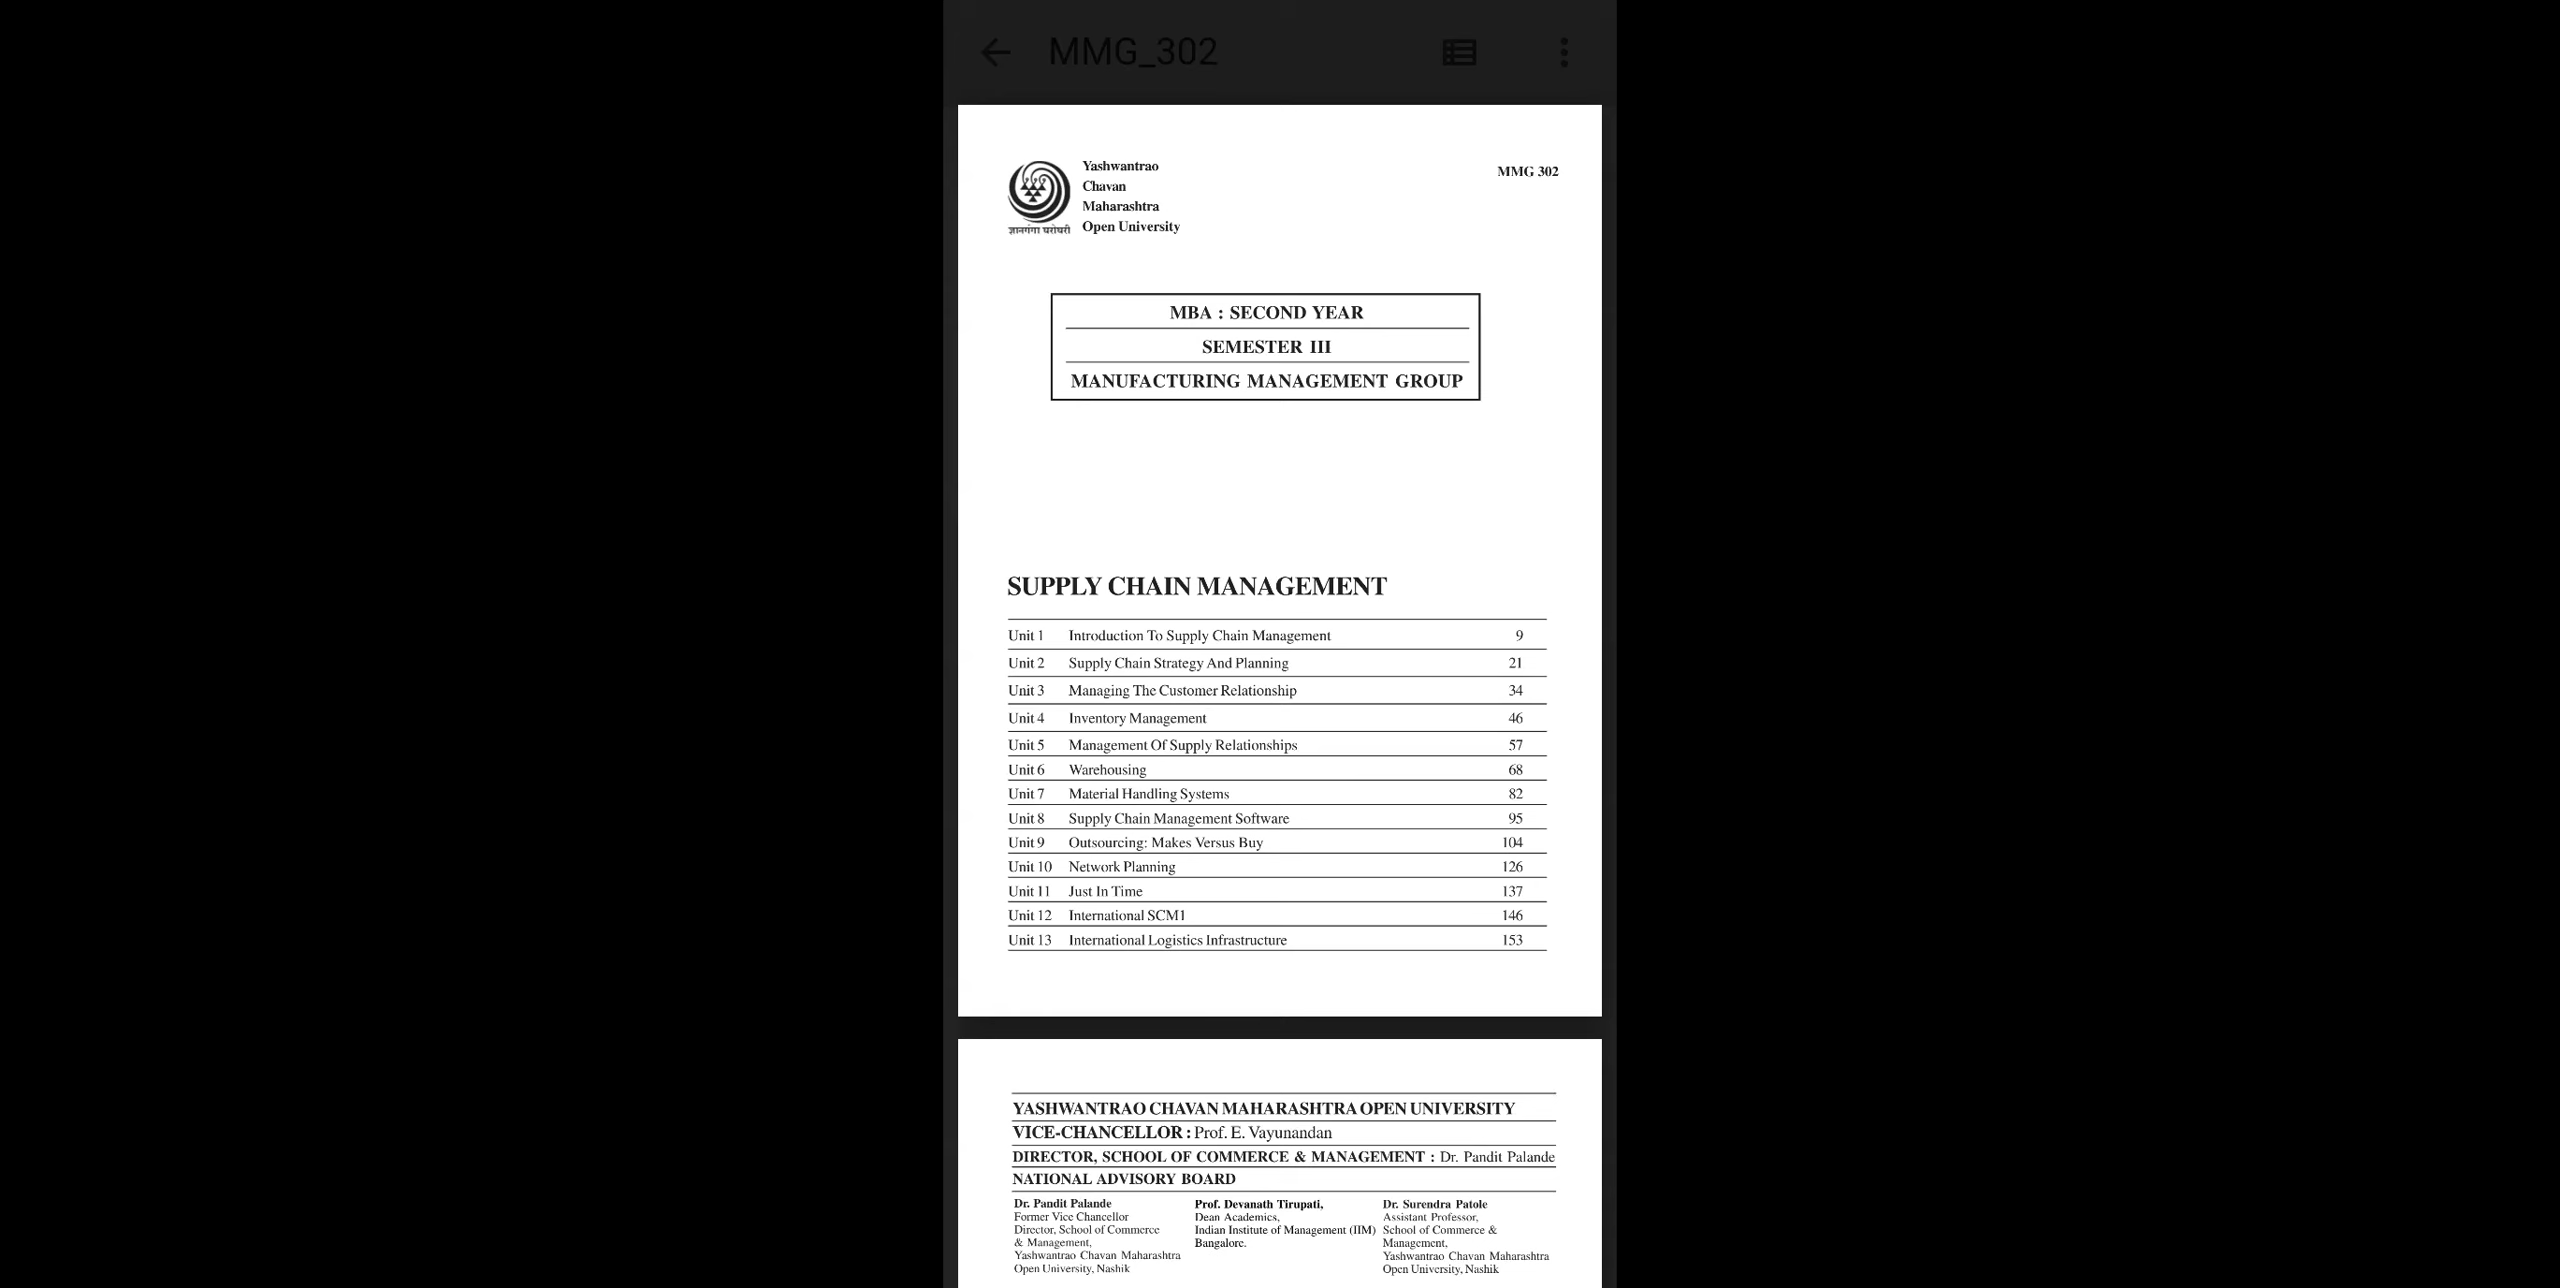 MMG_302
Yashwantrao
Chavan
Maharashtra
Open University
ज्ञानगंगा घरोघरी
MMG 302
MBA : SECOND YEAR
SEMESTER III
MANUFACTURING MANAGEMENT GROUP
SUPPLY CHAIN MANAGEMENT
Unit 1 Introduction To Supply Chain Management 9
Unit 2 Supply Chain Strategy And Planning 21
Unit 3 Managing The Customer Relationship 34
Unit 4 Inventory Management 46
Unit 5 Management Of Supply Relationships 57
Unit 6 Warehousing 68
Unit 7 Material Handling Systems 82
Unit 8 Supply Chain Management Software 95
Unit 9 Outsourcing: Makes Versus Buy 104
Unit 10 Network Planning 126
Unit 11 Just In Time 137
Unit 12 International SCM1 146
Unit 13 International Logistics Infrastructure 153
YASHWANTRAO CHAVAN MAHARASHTRA OPEN UNIVERSITY
VICE-CHANCELLOR : Prof. E. Vayunandan
DIRECTOR, SCHOOL OF COMMERCE & MANAGEMENT : Dr. Pandit Palande
NATIONAL ADVISORY BOARD
Dr. Pandit Palande
Former Vice Chancellor
Director, School of Commerce
& Management,
Yashwantrao Chavan Maharashtra
Open University, Nashik
Prof. Devanath Tirupati,
Dean Academics,
Indian Institute of Management (IIM)
Bangalore.
Dr. Surendra Patole
Assistant Professor,
School of Commerce &
Management,
Yashwantrao Chavan Maharashtra
Open University, Nashik